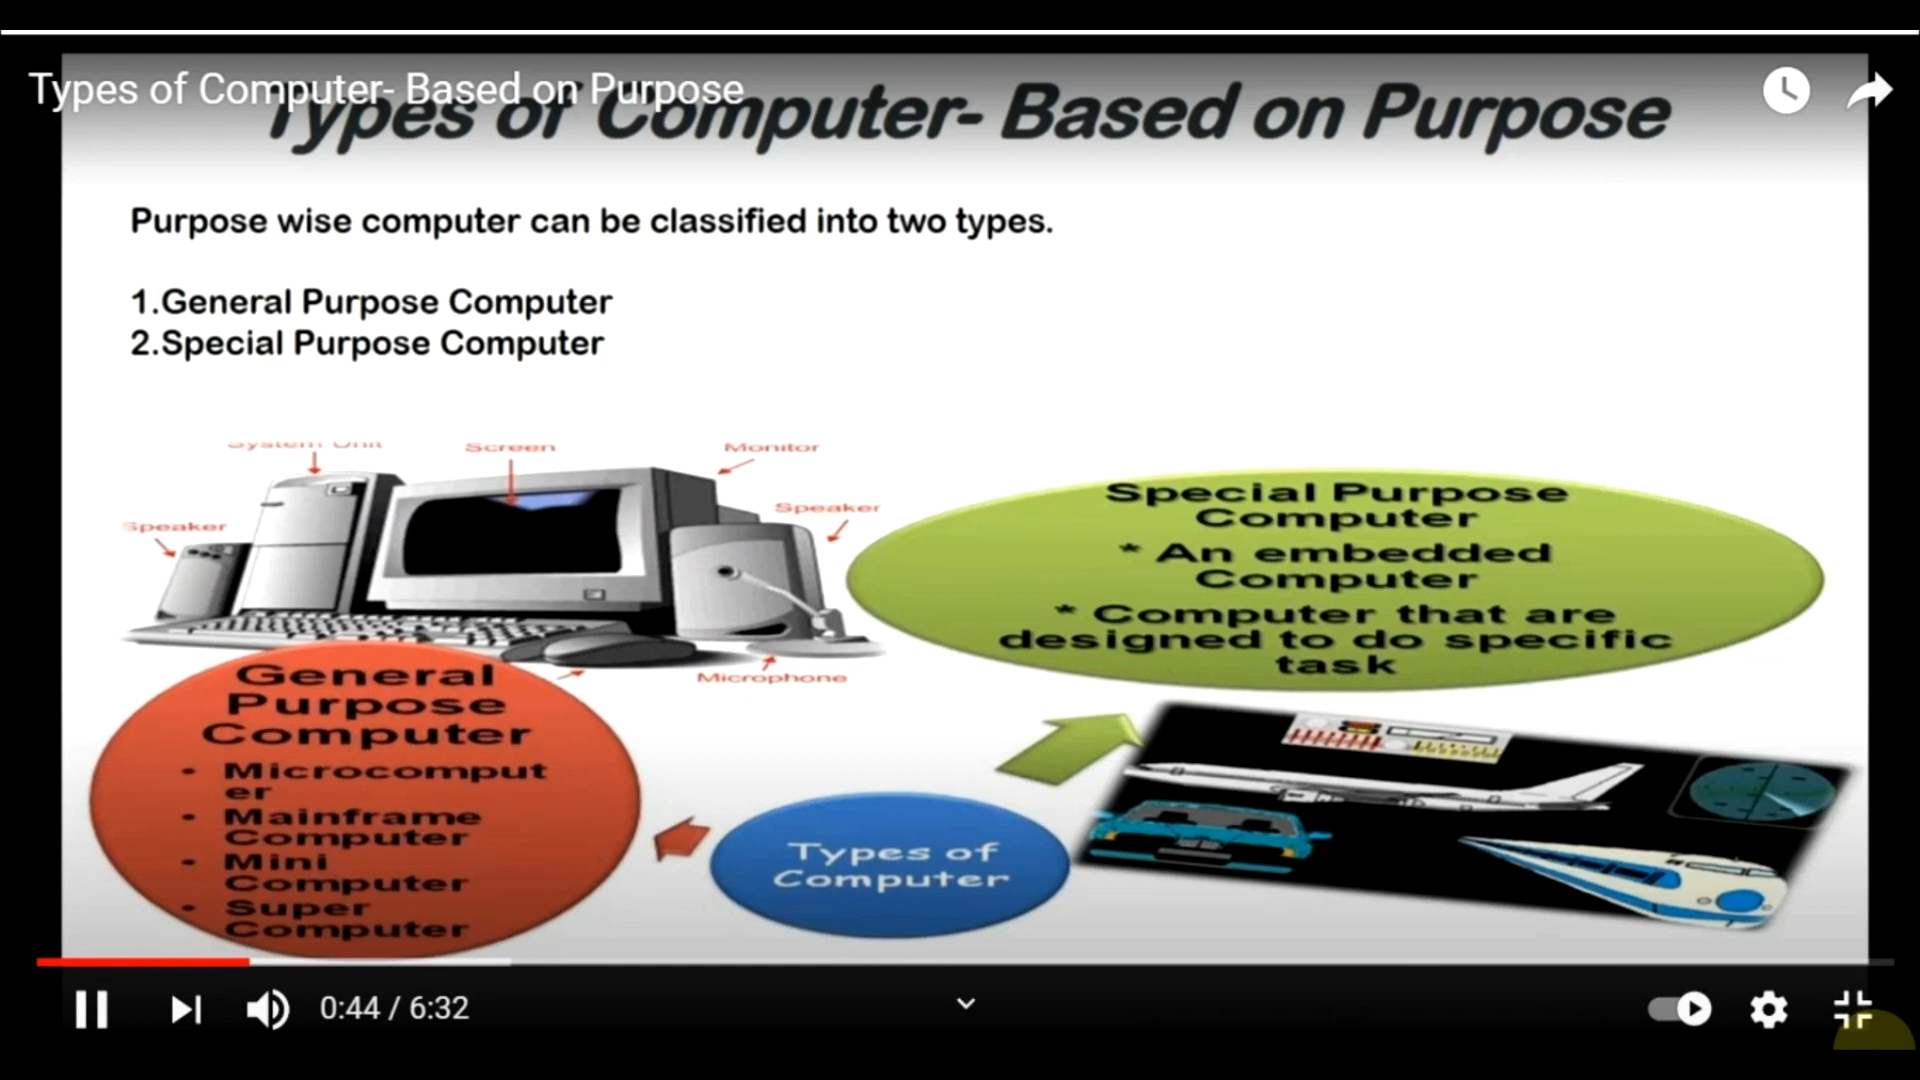 Types of Computer- Based on Purpose
Types of Computer- Based on Purpose
Purpose wise computer can be classified into two types.
1.General Purpose Computer
2.Special Purpose Computer
System Unit
Screen
Monitor
Speaker
Speaker
Microphone
Special Purpose
Computer
* An embedded
Computer
* Computer that are
designed to do specific
task
General
Purpose
Computer
• Microcomput
er
• Mainframe
Computer
• Mini
Computer
• Super
Computer
Types of
Computer
0:44 / 6:32